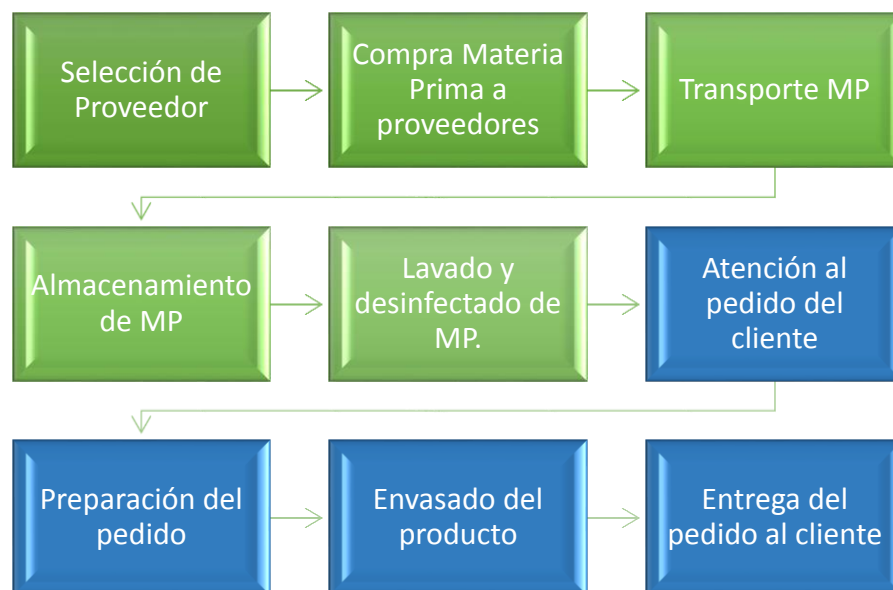 Selección de
Proveedor
Compra Materia
Prima a
proveedores
Transporte MP
Almacenamiento
de MP
Lavado y
desinfectado de
MP.
Atención al
pedido del
cliente
Preparación del
pedido
Envasado del
producto
Entrega del
pedido al cliente